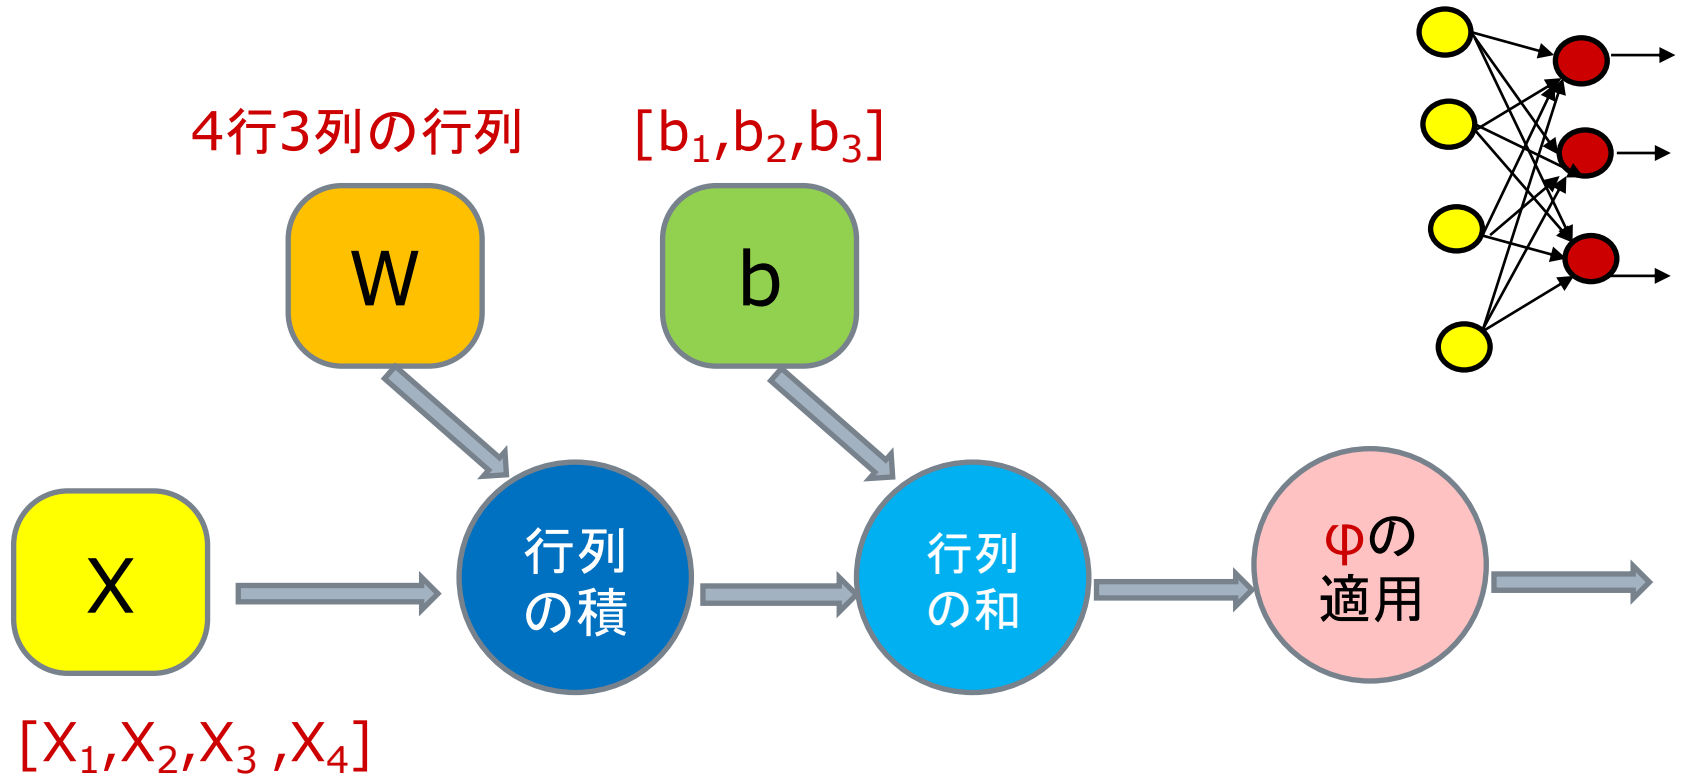 4行3列の行列
[b₁,b₂,b₃]
W
b
X
行列
の積
行列
の和
φの
適用
[X₁,X₂,X₃ ,X₄]